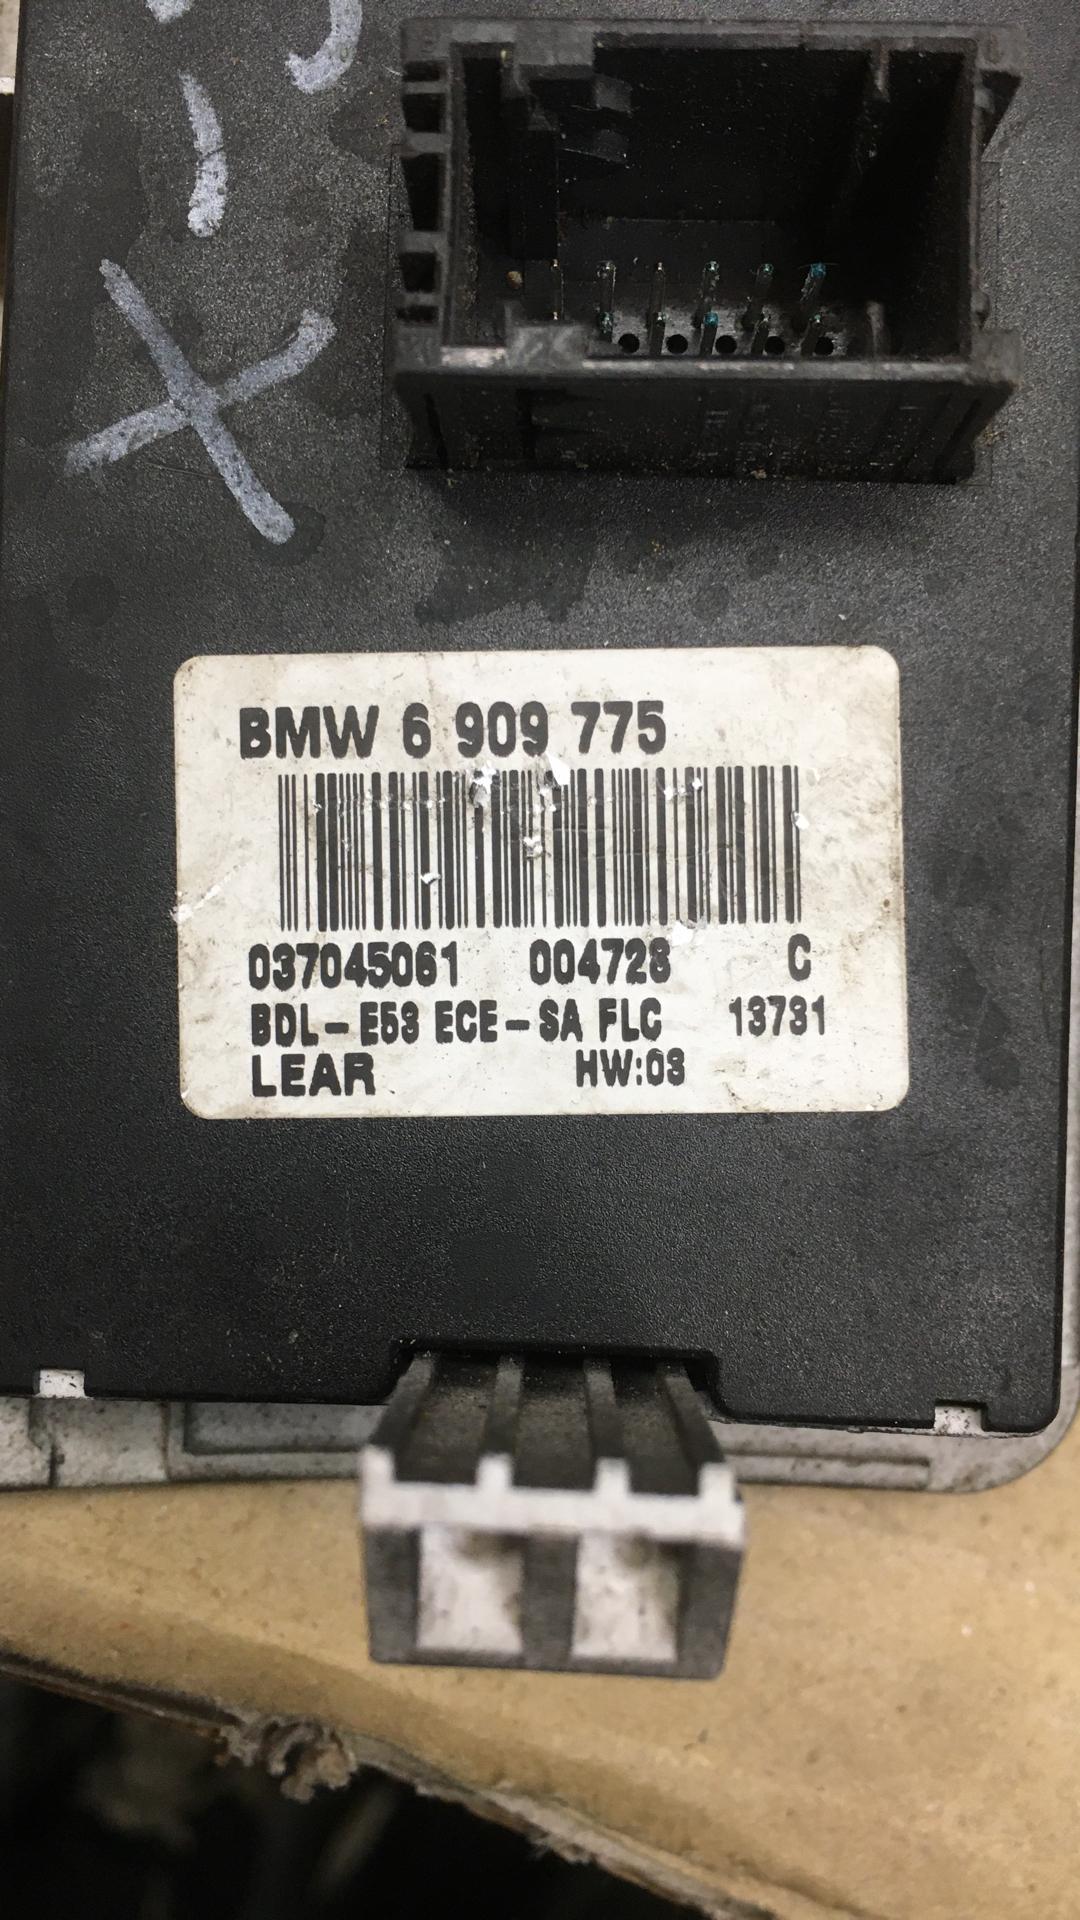 BMW 6 909 775
037045061 004728 C
BDL-E53 ECE-SA FLC 13731
LEAR HW:03